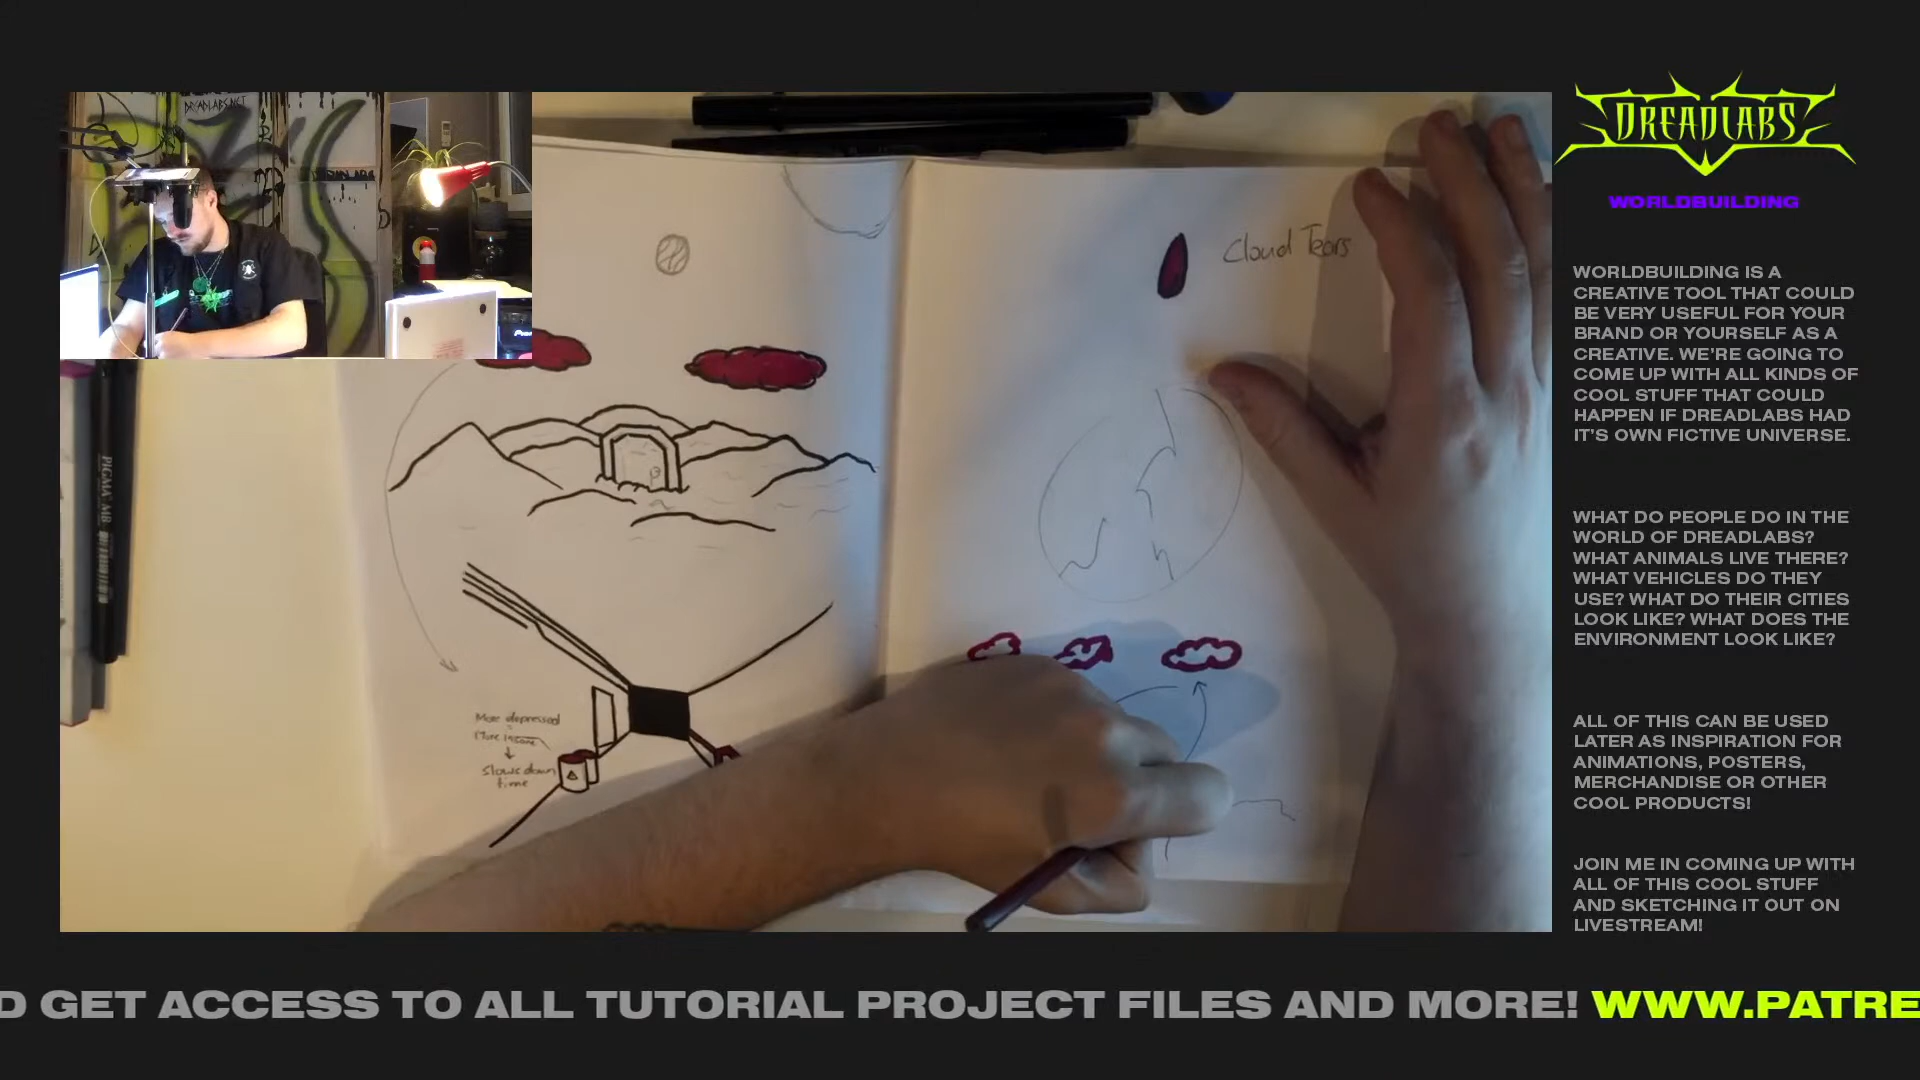 DREADLABS.NET
DREADLABS
WORLDBUILDING
WORLDBUILDING IS A
CREATIVE TOOL THAT COULD
BE VERY USEFUL FOR YOUR
BRAND OR YOURSELF AS A
CREATIVE. WE'RE GOING TO
COME UP WITH ALL KINDS OF
COOL STUFF THAT COULD
HAPPEN IF DREADLABS HAD
IT'S OWN FICTIVE UNIVERSE.
WHAT DO PEOPLE DO IN THE
WORLD OF DREADLABS?
WHAT ANIMALS LIVE THERE?
WHAT VEHICLES DO THEY
USE? WHAT DO THEIR CITIES
LOOK LIKE? WHAT DOES THE
ENVIRONMENT LOOK LIKE?
ALL OF THIS CAN BE USED
LATER AS INSPIRATION FOR
ANIMATIONS, POSTERS,
MERCHANDISE OR OTHER
COOL PRODUCTS!
JOIN ME IN COMING UP WITH
ALL OF THIS COOL STUFF
AND SKETCHING IT OUT ON
LIVESTREAM!
Cloud Tears
PIGMA MB
More depressed
More insane
Slows down
time
D GET ACCESS TO ALL TUTORIAL PROJECT FILES AND MORE! WWW.PATRE